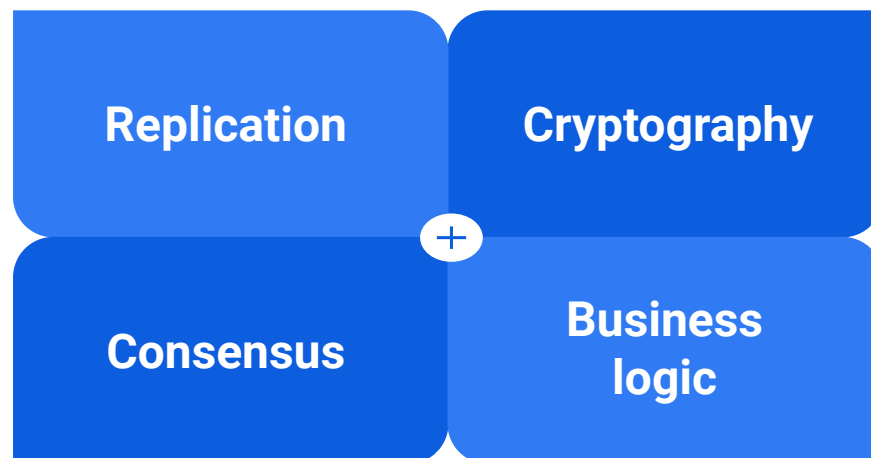 Replication
Cryptography
Consensus
Business
logic